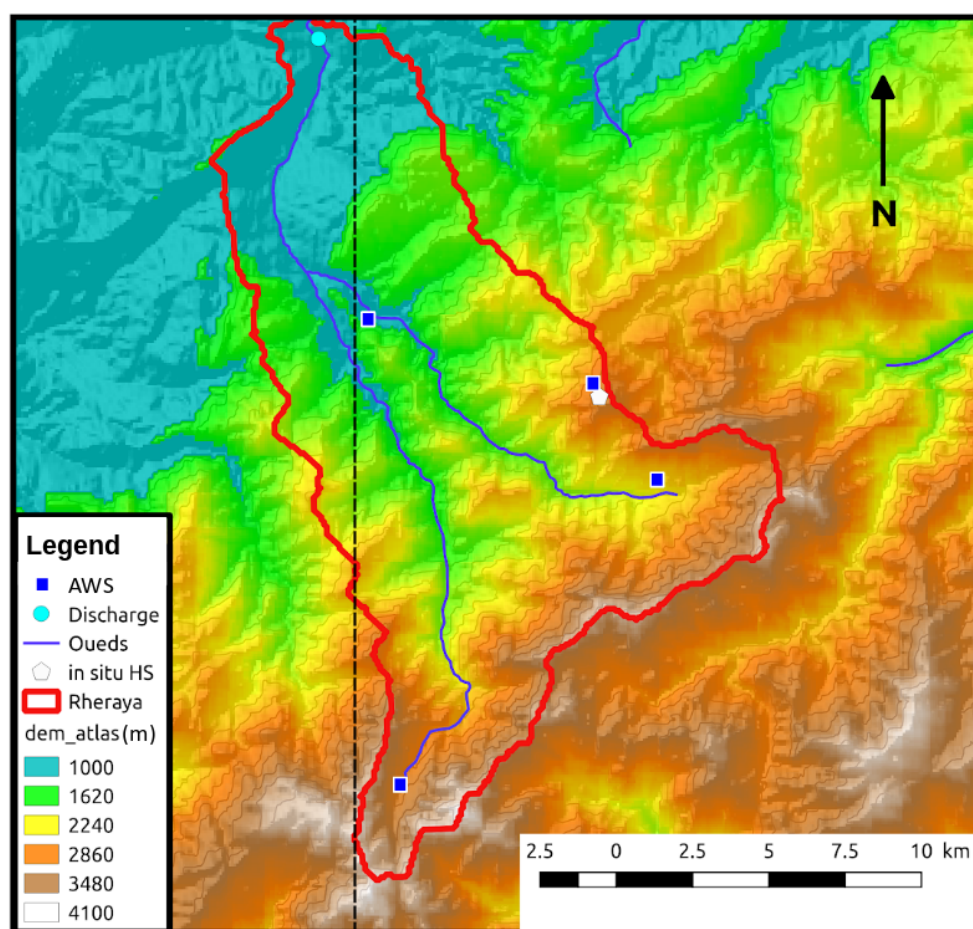 N
Legend
AWS
Discharge
Oueds
in situ HS
Rheraya
dem_atlas(m)
1000
1620
2240
2860
3480
4100
2.5 0 2.5 5 7.5 10 km